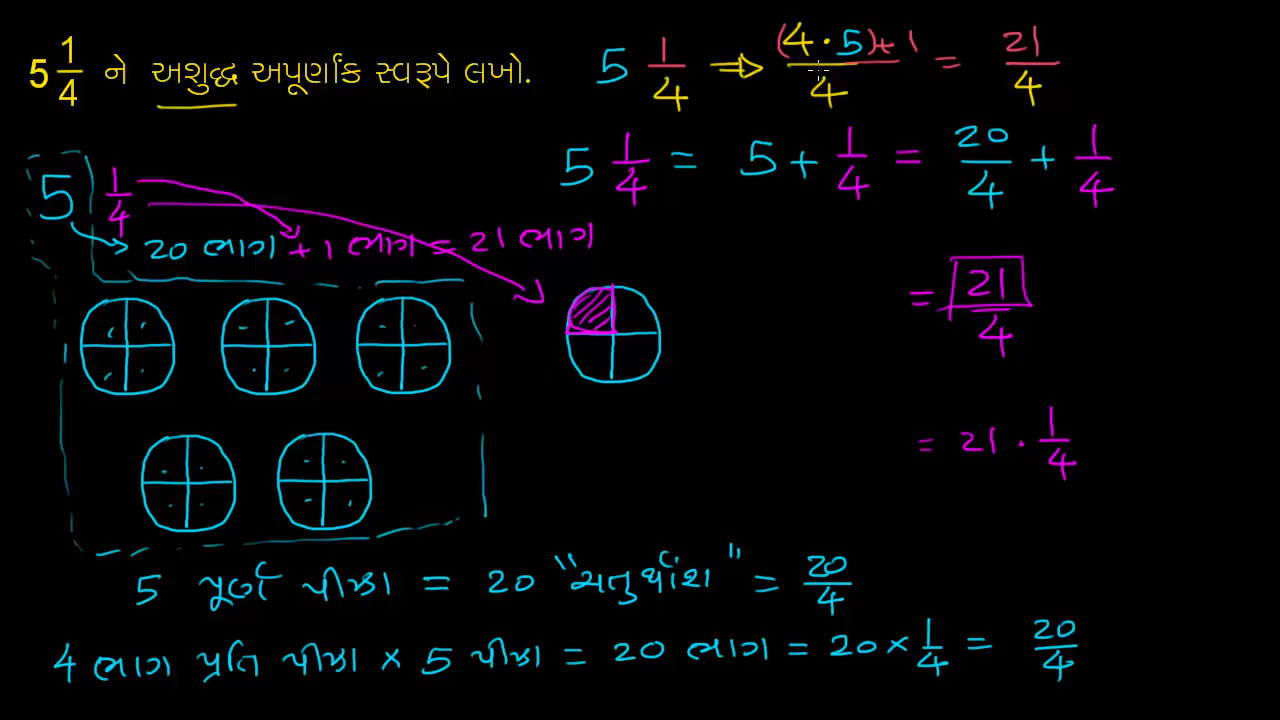 5 1/4 ને અશુદ્ધ અપૂર્ણાંક સ્વરૂપે લખો.
5 1/4 ⇒ ((4 · 5) + 1)/4 = 21/4
5 1/4 = 5 + 1/4 = 20/4 + 1/4
= 21/4
= 21 · 1/4
5 1/4
20 ભાગ + 1 ભાગ = 21 ભાગ
5 પૂર્ણ પીઝા = 20 "ચતુર્થાંશ" = 20/4
4 ભાગ પ્રતિ પીઝા × 5 પીઝા = 20 ભાગ = 20 × 1/4 = 20/4